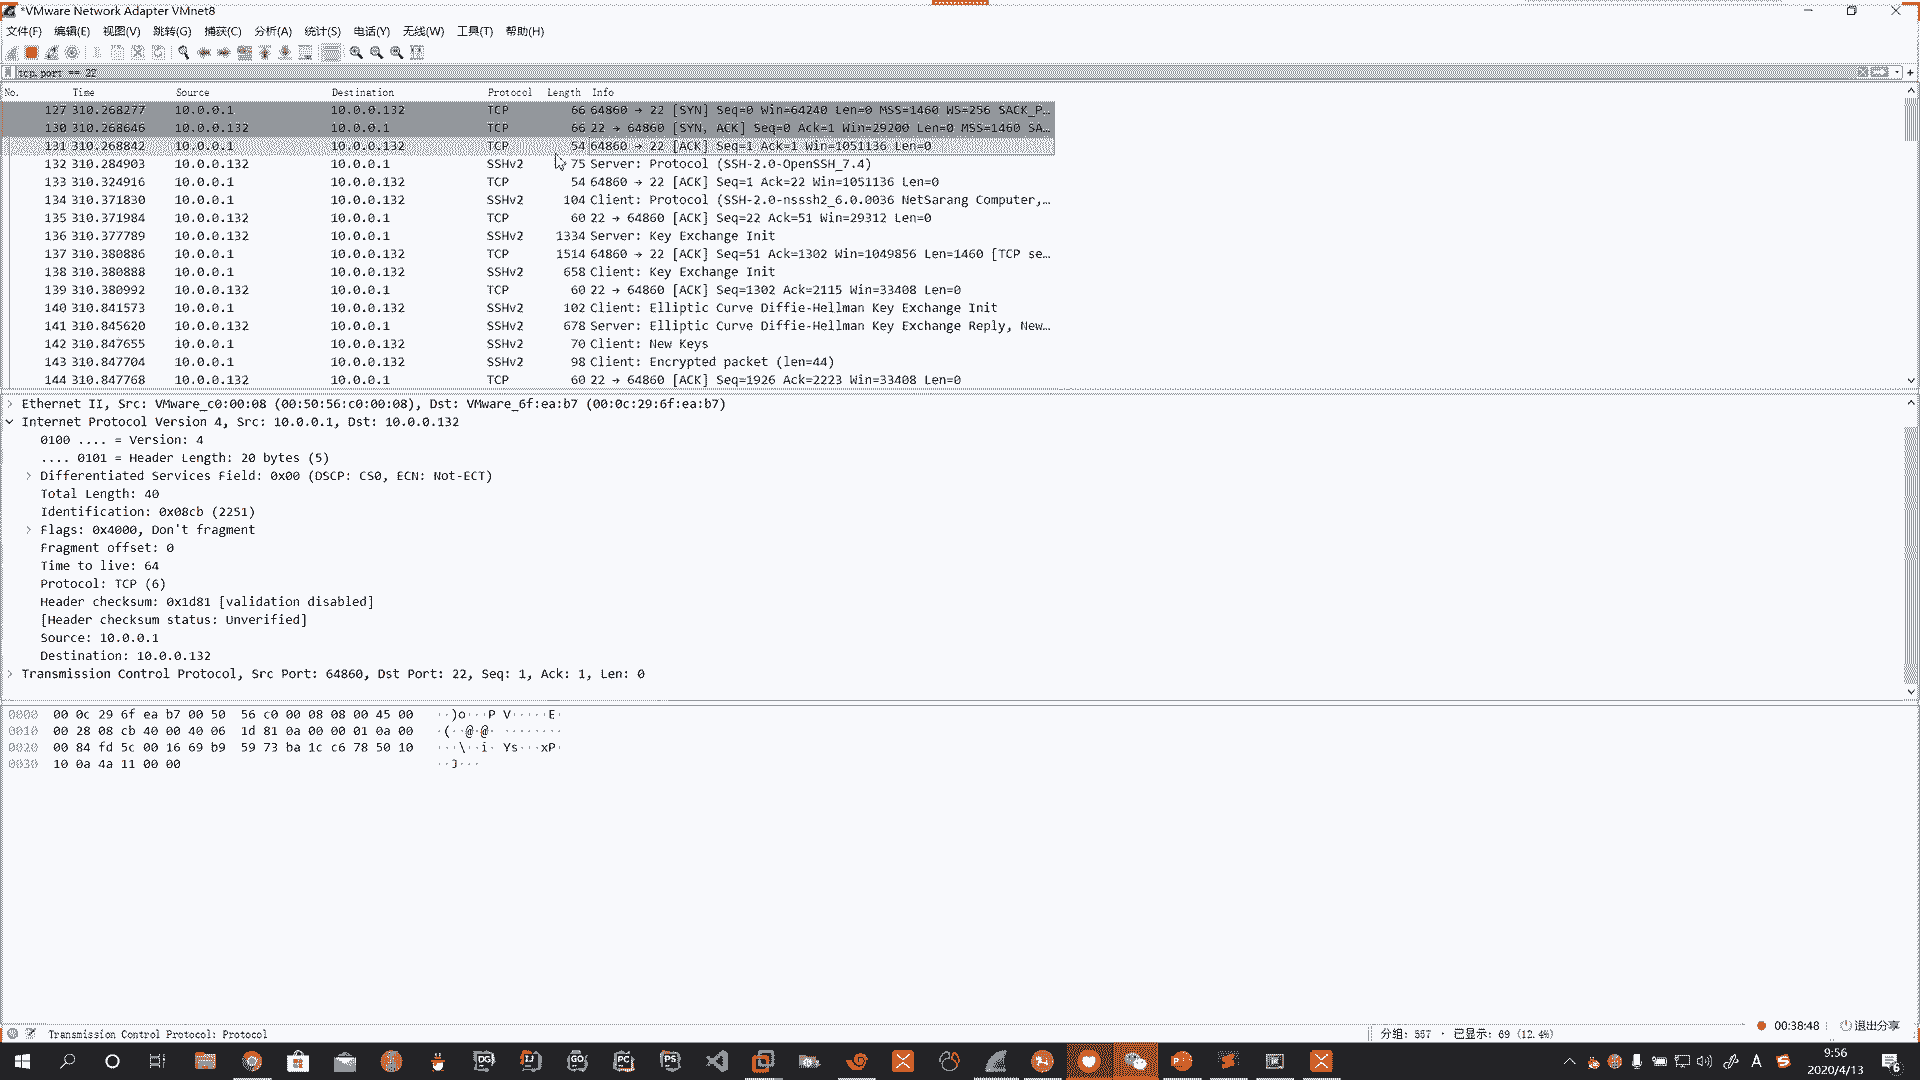 *VMware Network Adapter VMnet8
文件(F) 编辑(E) 视图(V) 跳转(G) 捕获(C) 分析(A) 统计(S) 电话(Y) 无线(W) 工具(T) 帮助(H)
tcp.port == 22
No. Time Source Destination Protocol Length Info
127 310.268277 10.0.0.1 10.0.0.132 TCP 66 64860 → 22 [SYN] Seq=0 Win=64240 Len=0 MSS=1460 WS=256 SACK_P…
130 310.268646 10.0.0.132 10.0.0.1 TCP 66 22 → 64860 [SYN, ACK] Seq=0 Ack=1 Win=29200 Len=0 MSS=1460 SA…
131 310.268842 10.0.0.1 10.0.0.132 TCP 54 64860 → 22 [ACK] Seq=1 Ack=1 Win=1051136 Len=0
132 310.284903 10.0.0.132 10.0.0.1 SSHv2 75 Server: Protocol (SSH-2.0-OpenSSH_7.4)
133 310.324916 10.0.0.1 10.0.0.132 TCP 54 64860 → 22 [ACK] Seq=1 Ack=22 Win=1051136 Len=0
134 310.371830 10.0.0.1 10.0.0.132 SSHv2 104 Client: Protocol (SSH-2.0-nsssh2_6.0.0036 NetSarang Computer,…
135 310.371984 10.0.0.132 10.0.0.1 TCP 60 22 → 64860 [ACK] Seq=22 Ack=51 Win=29312 Len=0
136 310.377789 10.0.0.132 10.0.0.1 SSHv2 1334 Server: Key Exchange Init
137 310.380886 10.0.0.1 10.0.0.132 TCP 1514 64860 → 22 [ACK] Seq=51 Ack=1302 Win=1049856 Len=1460 [TCP se…
138 310.380888 10.0.0.1 10.0.0.132 SSHv2 658 Client: Key Exchange Init
139 310.380992 10.0.0.132 10.0.0.1 TCP 60 22 → 64860 [ACK] Seq=1302 Ack=2115 Win=33408 Len=0
140 310.841573 10.0.0.1 10.0.0.132 SSHv2 102 Client: Elliptic Curve Diffie-Hellman Key Exchange Init
141 310.845620 10.0.0.132 10.0.0.1 SSHv2 678 Server: Elliptic Curve Diffie-Hellman Key Exchange Reply, New…
142 310.847655 10.0.0.1 10.0.0.132 SSHv2 70 Client: New Keys
143 310.847704 10.0.0.1 10.0.0.132 SSHv2 98 Client: Encrypted packet (len=44)
144 310.847768 10.0.0.132 10.0.0.1 TCP 60 22 → 64860 [ACK] Seq=1926 Ack=2223 Win=33408 Len=0
Ethernet II, Src: VMware_c0:00:08 (00:50:56:c0:00:08), Dst: VMware_6f:ea:b7 (00:0c:29:6f:ea:b7)
Internet Protocol Version 4, Src: 10.0.0.1, Dst: 10.0.0.132
0100 .... = Version: 4
.... 0101 = Header Length: 20 bytes (5)
Differentiated Services Field: 0x00 (DSCP: CS0, ECN: Not-ECT)
Total Length: 40
Identification: 0x08cb (2251)
Flags: 0x4000, Don't fragment
Fragment offset: 0
Time to live: 64
Protocol: TCP (6)
Header checksum: 0x1d81 [validation disabled]
[Header checksum status: Unverified]
Source: 10.0.0.1
Destination: 10.0.0.132
Transmission Control Protocol, Src Port: 64860, Dst Port: 22, Seq: 1, Ack: 1, Len: 0
0000 00 0c 29 6f ea b7 00 50 56 c0 00 08 08 00 45 00 ··)o···P V·····E·
0010 00 28 08 cb 40 00 40 06 1d 81 0a 00 00 01 0a 00 ·(··@·@· ········
0020 00 84 fd 5c 00 16 69 b9 59 73 ba 1c c6 78 50 10 ···\··i· Ys···xP·
0030 10 0a 4a 11 00 00 ··J···
Transmission Control Protocol: Protocol
分组: 557 · 已显示: 69 (12.4%)
00:38:48 退出分享
9:56
2020/4/13